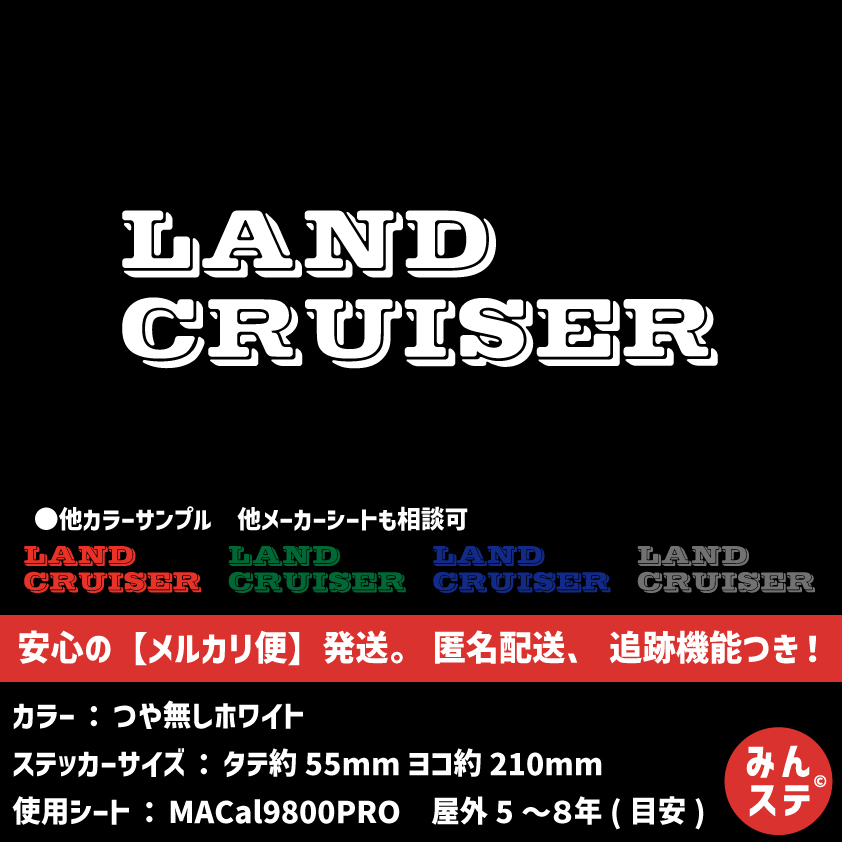 LAND
CRUISER
●他カラーサンプル　他メーカーシートも相談可
LAND
CRUISER
LAND
CRUISER
LAND
CRUISER
LAND
CRUISER
安心の【メルカリ便】発送。 匿名配送、 追跡機能つき！
カラー ： つや無しホワイト
ステッカーサイズ ： タテ約 55mm ヨコ約 210mm
使用シート ： MACal9800PRO　屋外 5 ～8年 ( 目安 )
みん
ステ
©